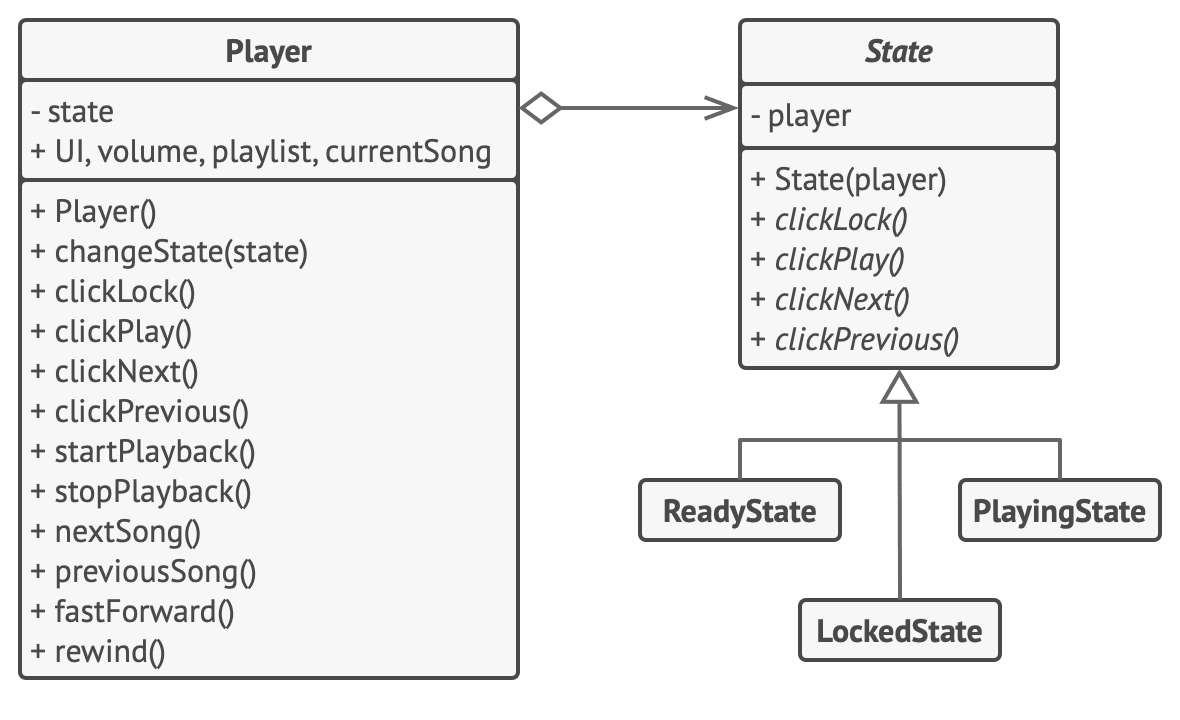 Player
- state
+ UI, volume, playlist, currentSong
+ Player()
+ changeState(state)
+ clickLock()
+ clickPlay()
+ clickNext()
+ clickPrevious()
+ startPlayback()
+ stopPlayback()
+ nextSong()
+ previousSong()
+ fastForward()
+ rewind()
State
- player
+ State(player)
+ clickLock()
+ clickPlay()
+ clickNext()
+ clickPrevious()
ReadyState
PlayingState
LockedState